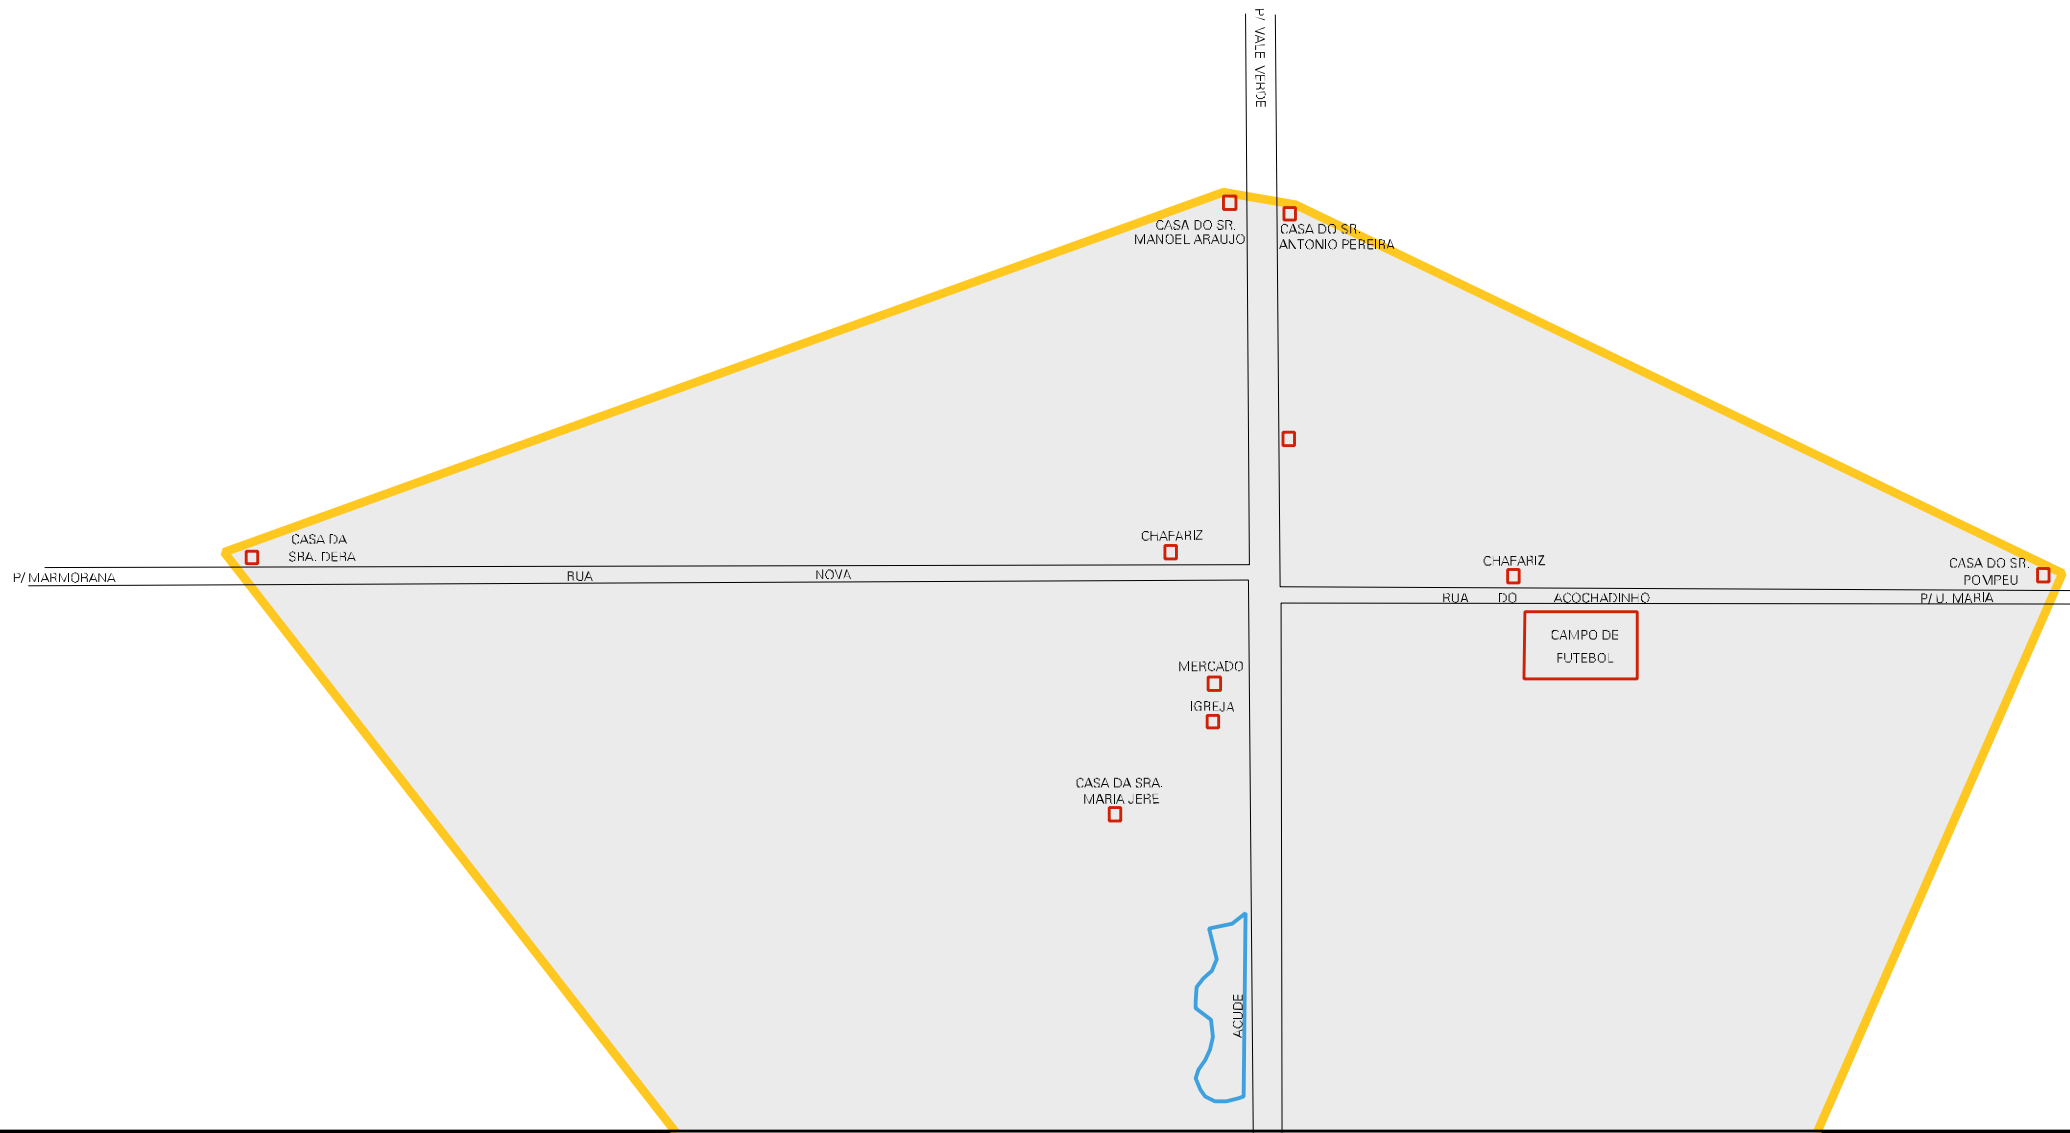 P/ VALE VERDE
CASA DO SR.
MANOEL ARAUJO
CASA DO SR.
ANTONIO PEREIRA
CASA DA
SRA. DERA
CHAFARIZ
CHAFARIZ
CASA DO SR.
POMPEU
P/ MARMORANA
RUA NOVA
RUA DO ACOCHADINHO
P/ U. MARIA
CAMPO DE
FUTEBOL
MERCADO
IGREJA
CASA DA SRA.
MARIA JERE
ACUDE